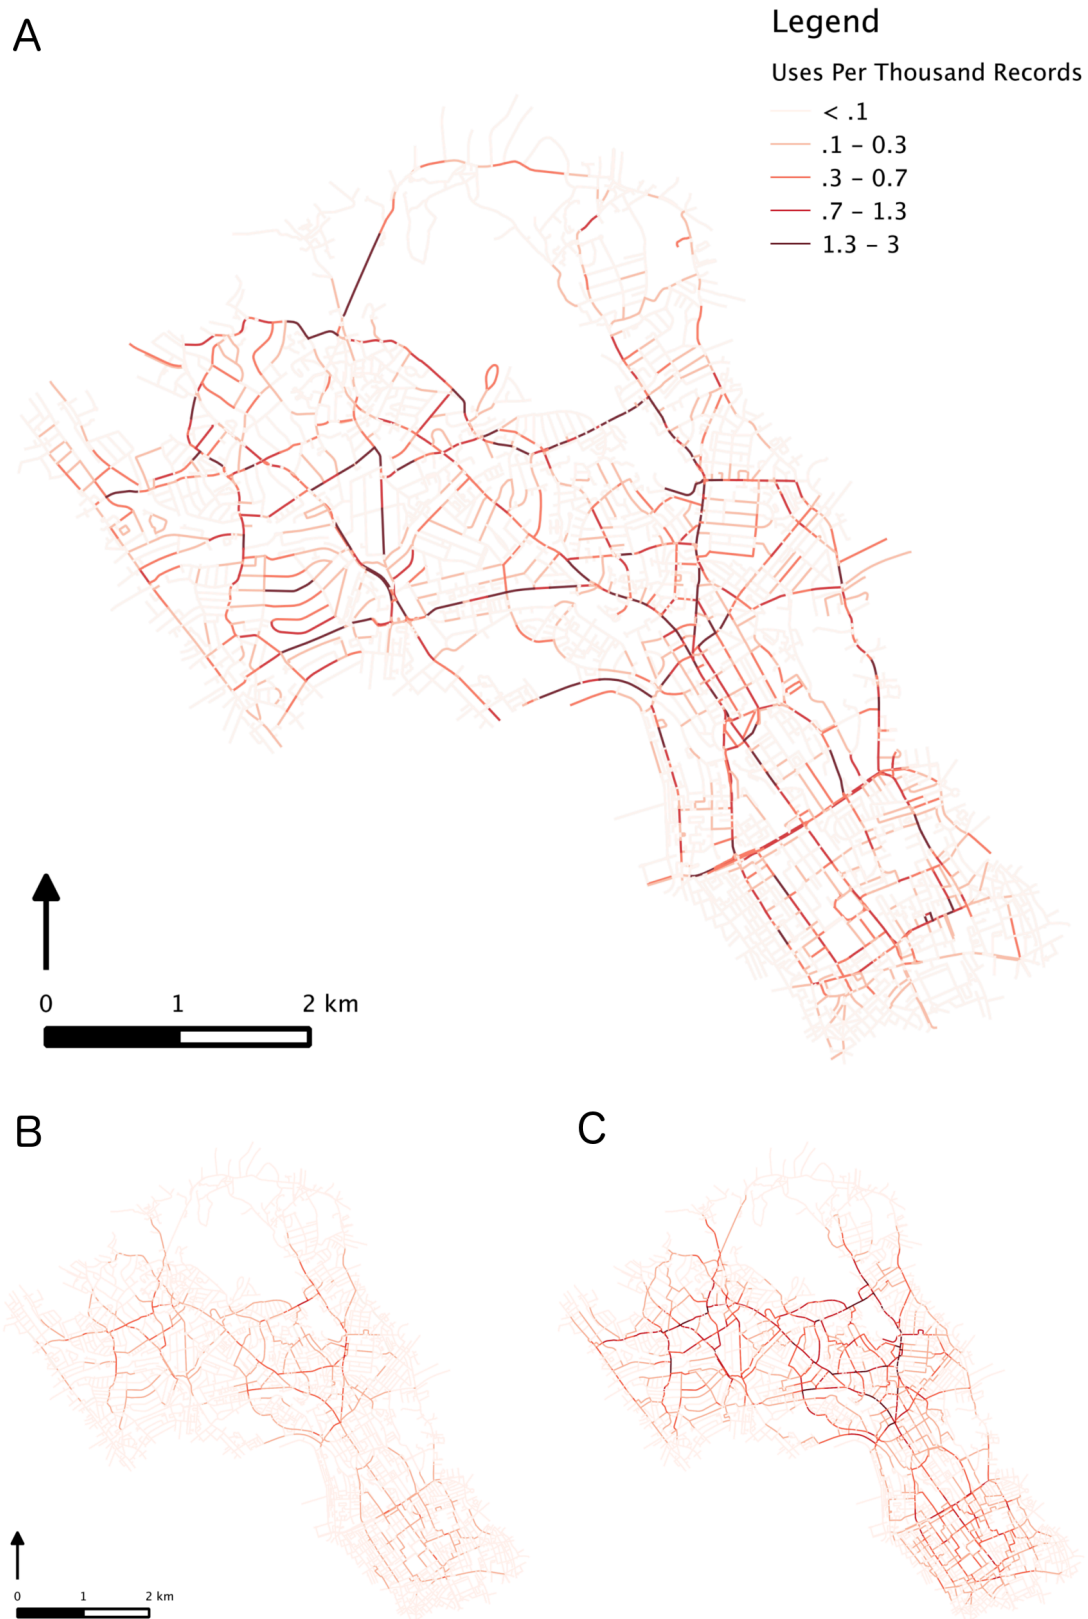 A
Legend
Uses Per Thousand Records
< .1
.1 – 0.3
.3 – 0.7
.7 – 1.3
1.3 – 3
0 1 2 km
B
C
0 1 2 km